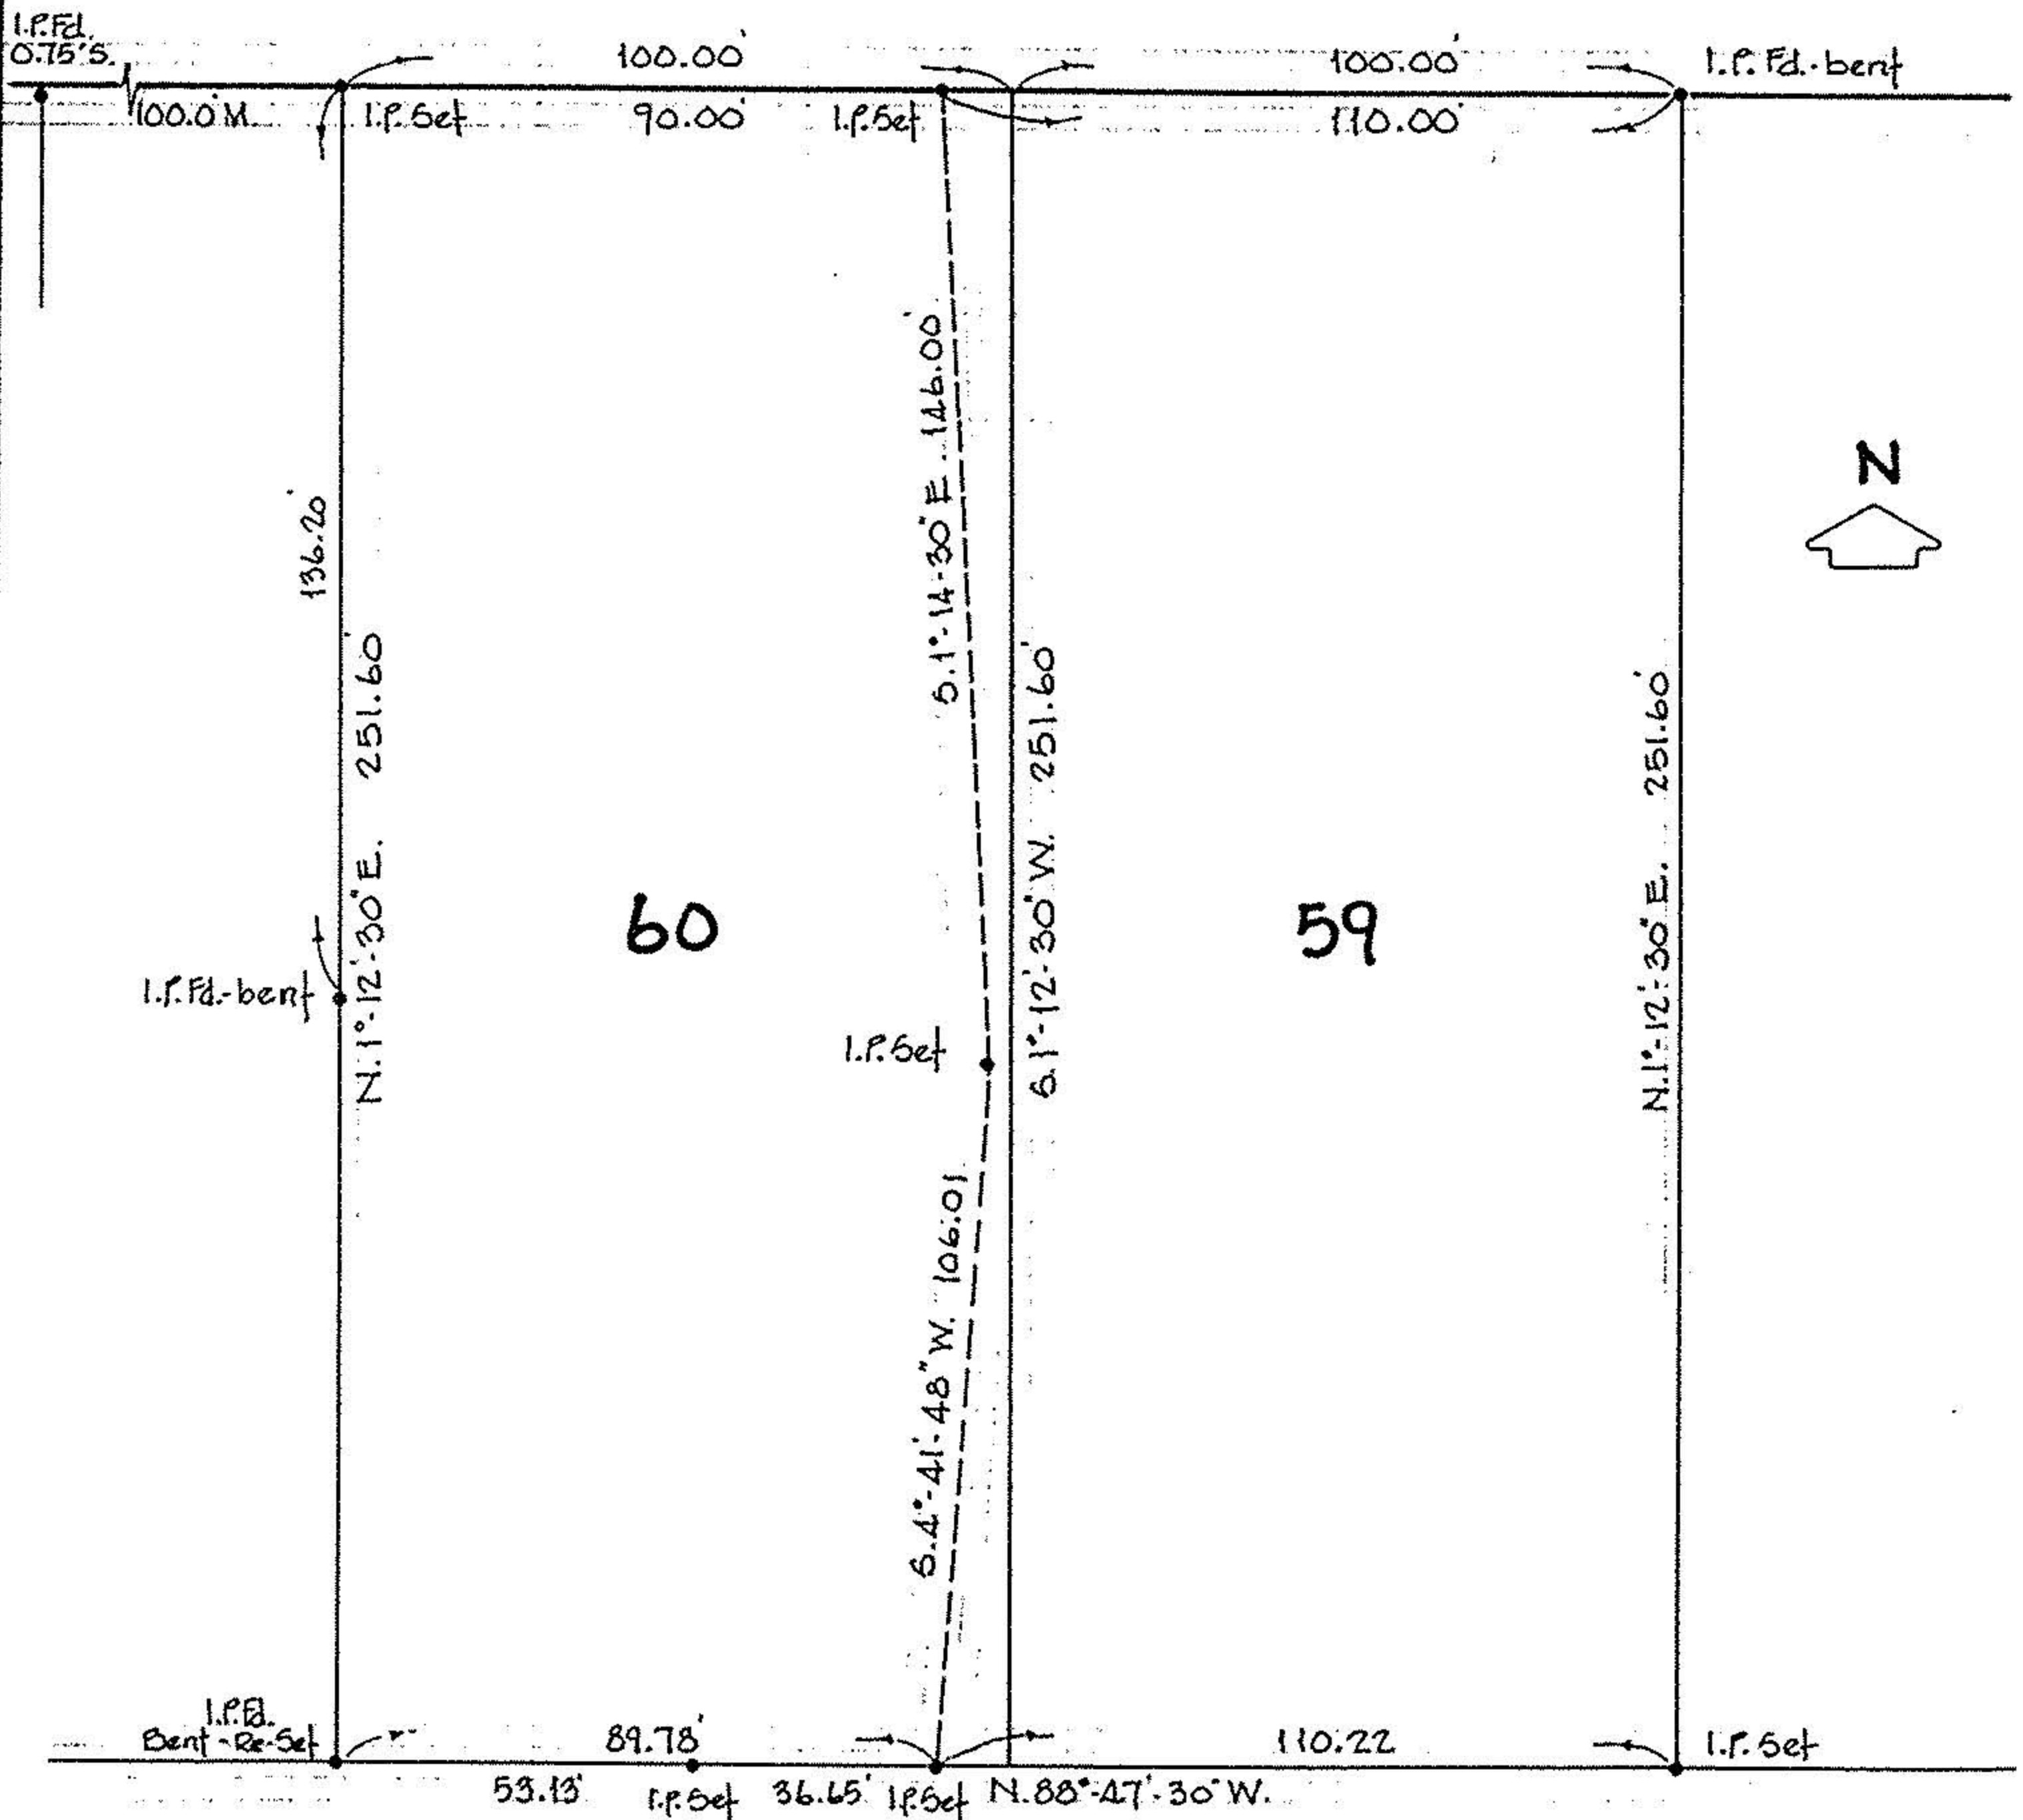 I.P.Fd.
0.75'S.
100.00'
100.00'
I.P. Fd.-bent
100.0'M.
I.P.Set
90.00'
I.P.Set
110.00'
S.1°-14'-30"E. 146.00'
N
136.20'
N.1°-12'-30"E. 251.60'
S.1°-12'-30"W. 251.60'
N.1°-12'-30"E. 251.60'
60
59
I.P.Fd.-bent
I.P.Set
S.4°-41'-48"W. 106.01
I.P.Fd.
Bent-Re-Set
89.78'
110.22
I.P. Set
53.13'
I.P.Set
36.65'
I.P.Set
N.88°-47'-30"W.